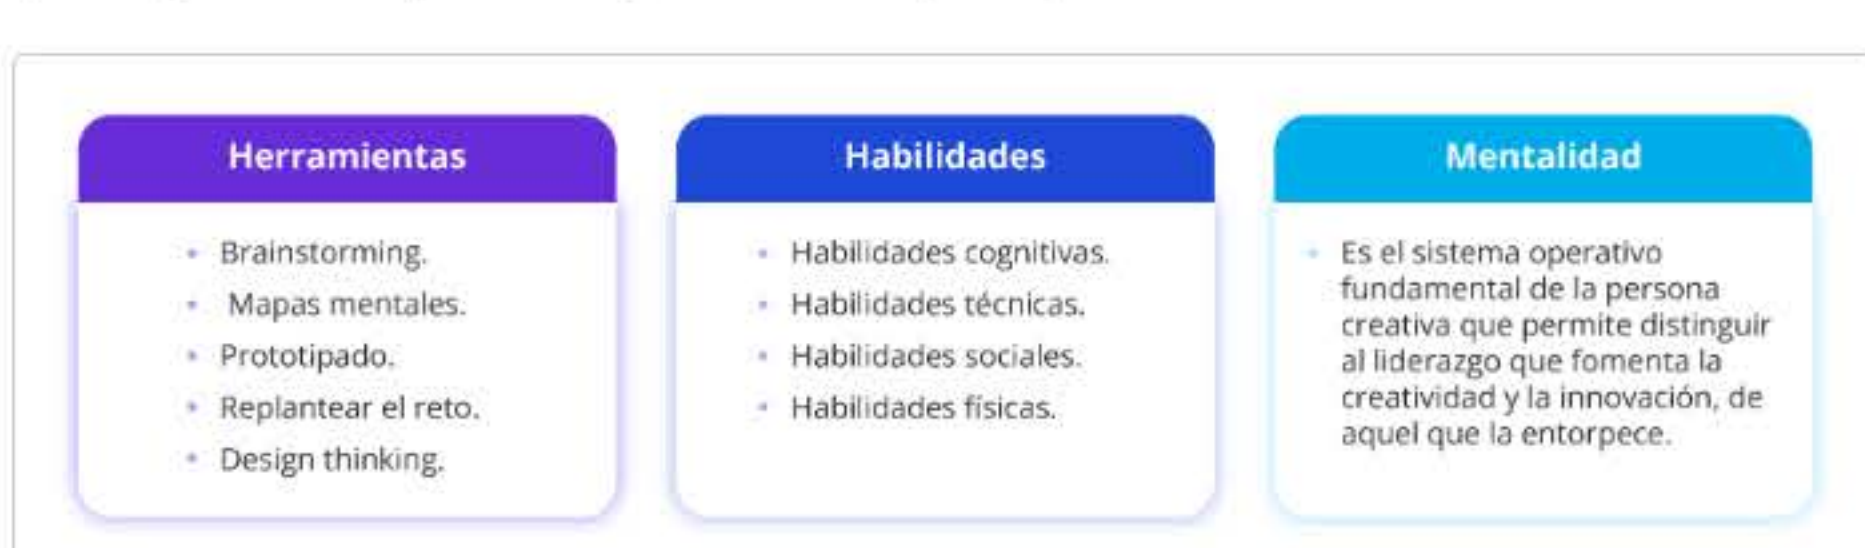 Herramientas
Brainstorming.
Mapas mentales.
Prototipado.
Replantear el reto.
Design thinking.
Habilidades
Habilidades cognitivas.
Habilidades técnicas.
Habilidades sociales.
Habilidades físicas.
Mentalidad
Es el sistema operativo
fundamental de la persona
creativa que permite distinguir
al liderazgo que fomenta la
creatividad y la innovación, de
aquel que la entorpece.